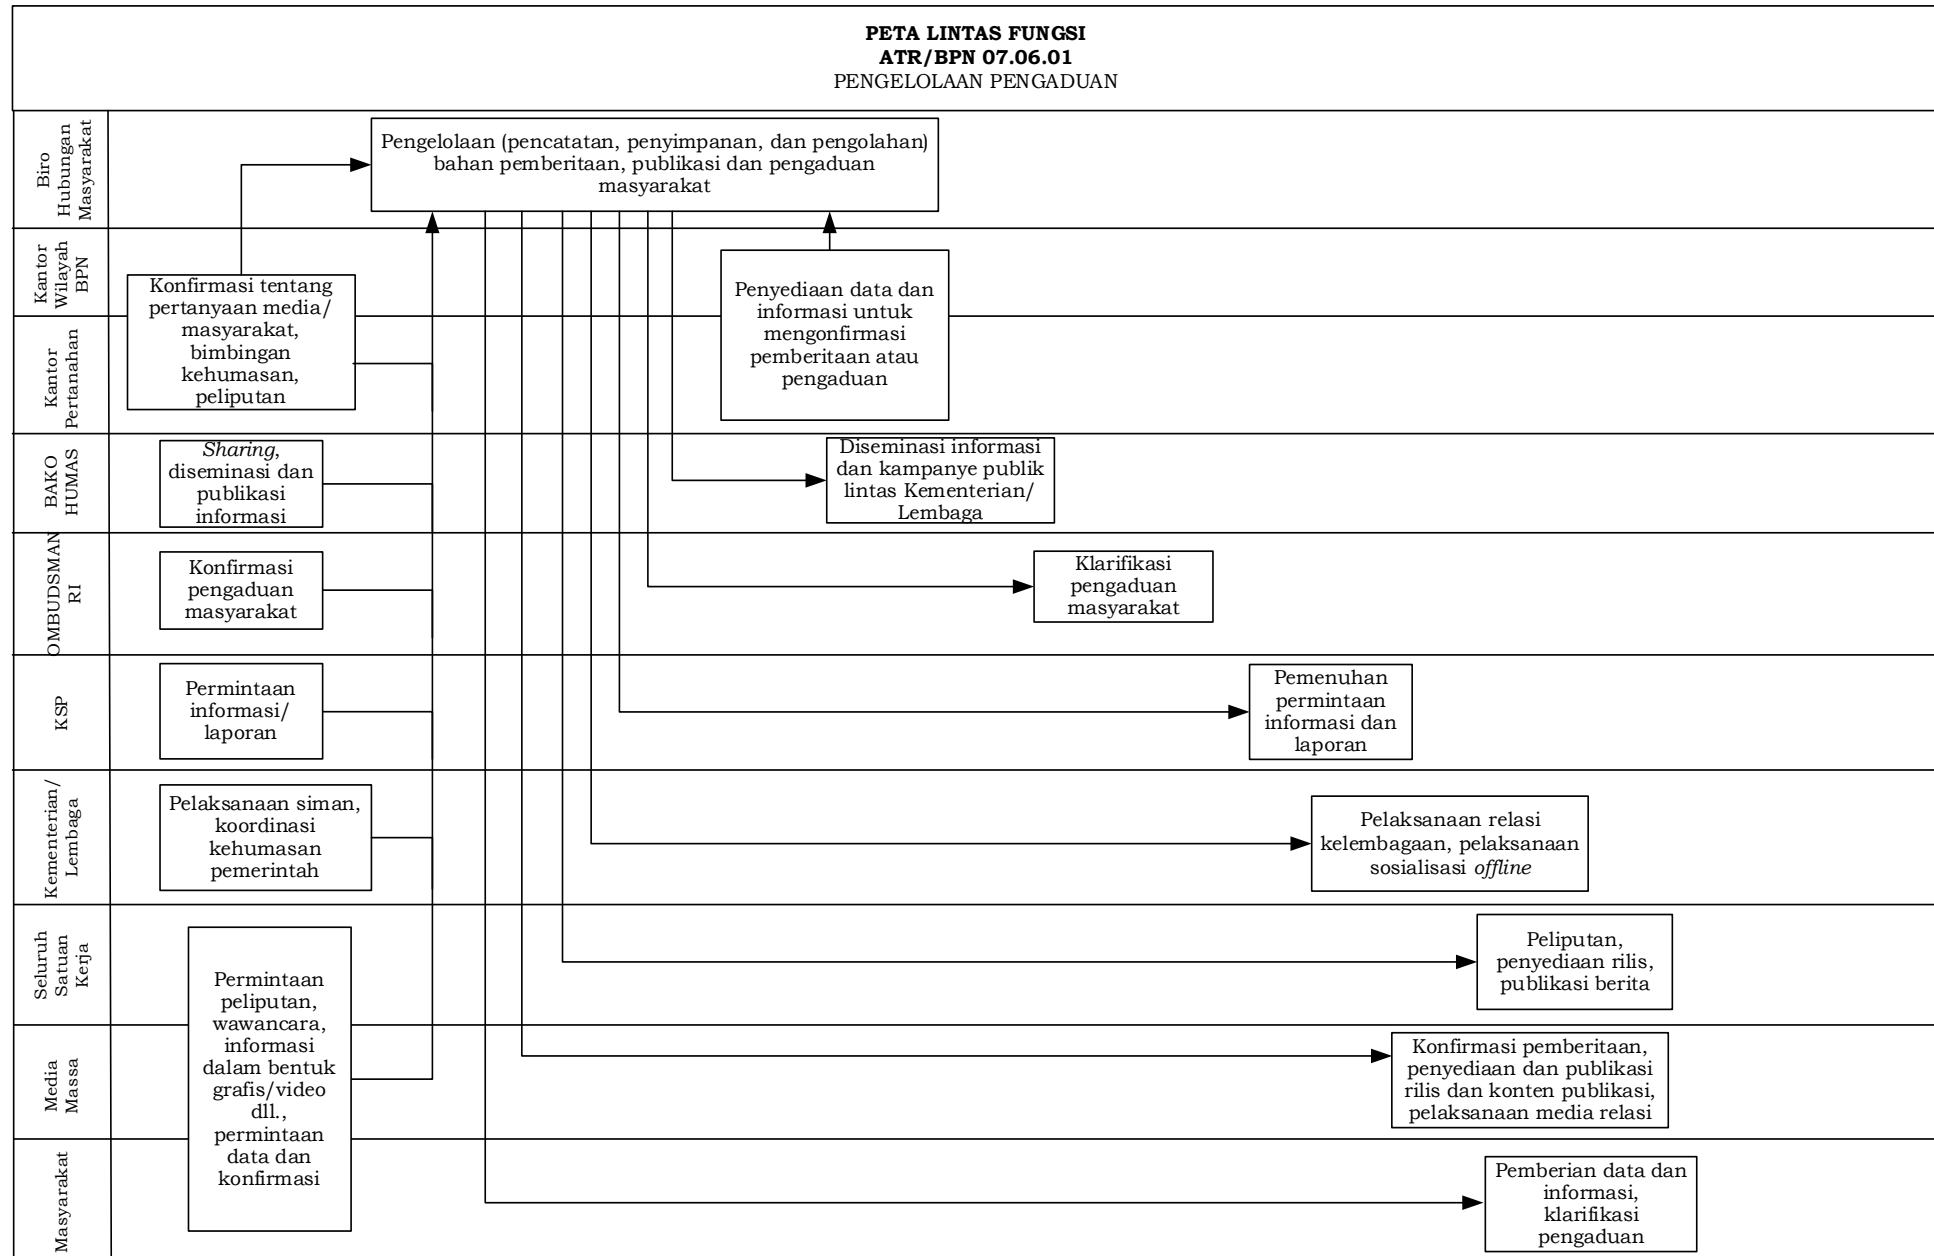 PETA LINTAS FUNGSI
ATR/BPN 07.06.01
PENGELOLAAN PENGADUAN
Biro
Hubungan
Masyarakat
Pengelolaan (pencatatan, penyimpanan, dan pengolahan)
bahan pemberitaan, publikasi dan pengaduan
masyarakat
Kantor
Wilayah
BPN
Kantor
Pertanahan
Konfirmasi tentang
pertanyaan media/
masyarakat,
bimbingan
kehumasan,
peliputan
Penyediaan data dan
informasi untuk
mengonfirmasi
pemberitaan atau
pengaduan
BAKO
HUMAS
Sharing,
diseminasi dan
publikasi
informasi
Diseminasi informasi
dan kampanye publik
lintas Kementerian/
Lembaga
OMBUDSMAN
RI
Konfirmasi
pengaduan
masyarakat
Klarifikasi
pengaduan
masyarakat
KSP
Permintaan
informasi/
laporan
Pemenuhan
permintaan
informasi dan
laporan
Kementerian/
Lembaga
Pelaksanaan siman,
koordinasi
kehumasan
pemerintah
Pelaksanaan relasi
kelembagaan, pelaksanaan
sosialisasi offline
Seluruh
Satuan
Kerja
Permintaan
peliputan,
wawancara,
informasi
dalam bentuk
grafis/video
dll.,
permintaan
data dan
konfirmasi
Peliputan,
penyediaan rilis,
publikasi berita
Media
Massa
Konfirmasi pemberitaan,
penyediaan dan publikasi
rilis dan konten publikasi,
pelaksanaan media relasi
Masyarakat
Pemberian data dan
informasi,
klarifikasi
pengaduan